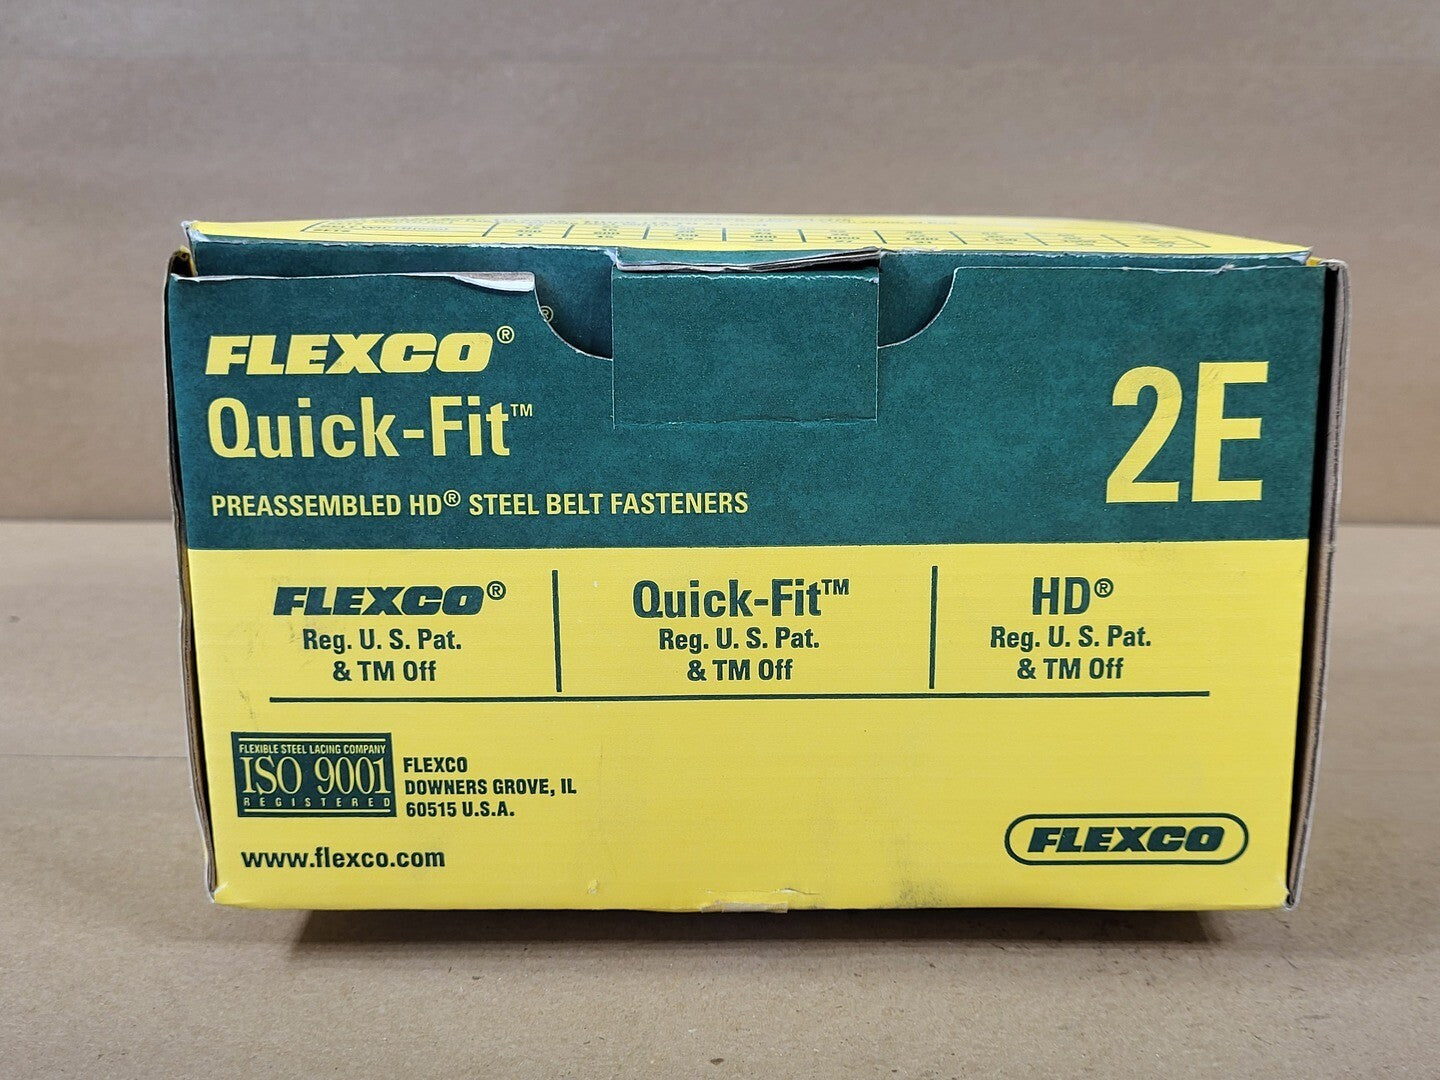 FLEXCO®
®
Quick-Fit™
2E
PREASSEMBLED HD® STEEL BELT FASTENERS
FLEXCO®
Reg. U. S. Pat.
& TM Off
Quick-Fit™
Reg. U. S. Pat.
& TM Off
HD®
Reg. U. S. Pat.
& TM Off
FLEXIBLE STEEL LACING COMPANY
ISO 9001
REGISTERED
FLEXCO
DOWNERS GROVE, IL
60515 U.S.A.
www.flexco.com
FLEXCO